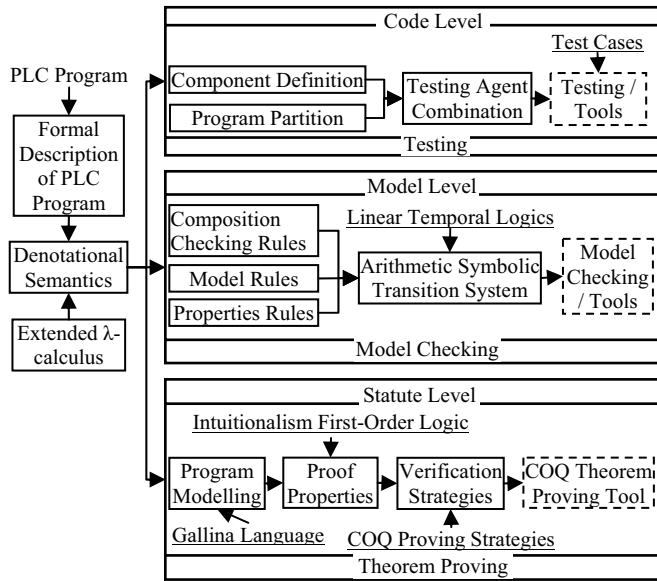 PLC Program
Formal
Description
of PLC
Program
Denotational
Semantics
Extended λ-
calculus
Code Level
Test Cases
Component Definition
Program Partition
Testing Agent
Combination
Testing /
Tools
Testing
Model Level
Linear Temporal Logics
Composition
Checking Rules
Model Rules
Properties Rules
Arithmetic Symbolic
Transition System
Model
Checking
/ Tools
Model Checking
Statute Level
Intuitionalism First-Order Logic
Program
Modelling
Proof
Properties
Verification
Strategies
COQ Theorem
Proving Tool
Gallina Language
COQ Proving Strategies
Theorem Proving